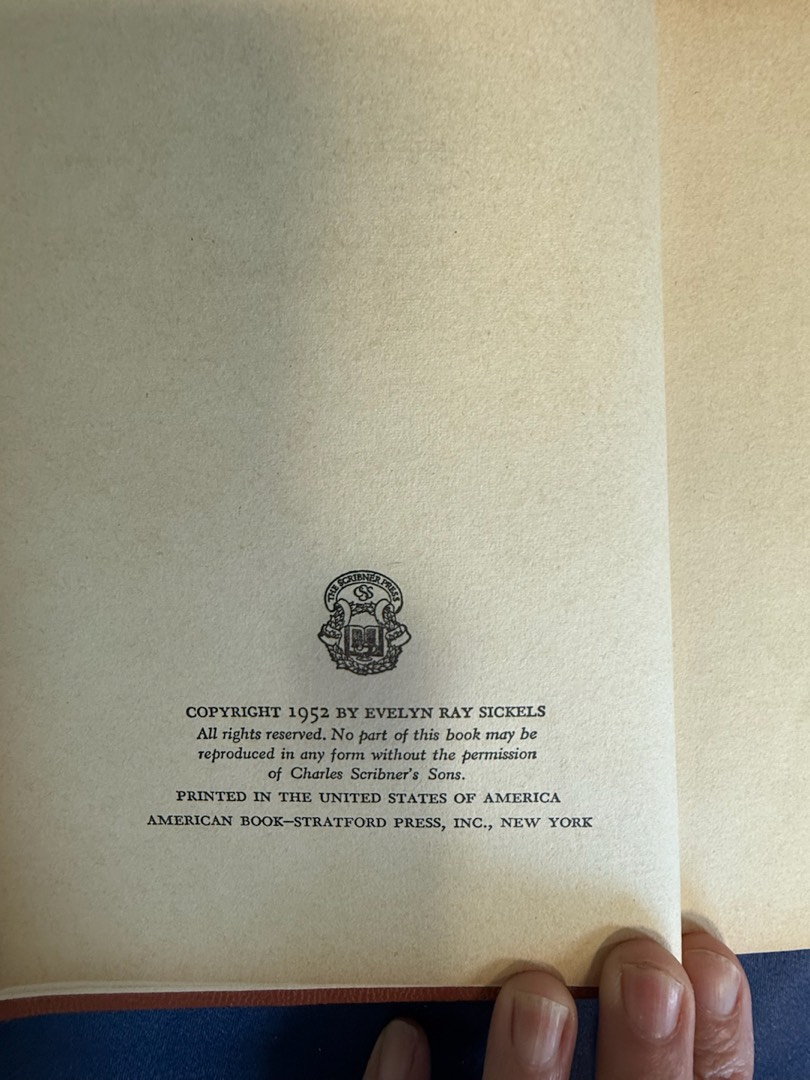 THE SCRIBNER PRESS
CSS
COPYRIGHT 1952 BY EVELYN RAY SICKELS
All rights reserved. No part of this book may be
reproduced in any form without the permission
of Charles Scribner's Sons.
PRINTED IN THE UNITED STATES OF AMERICA
AMERICAN BOOK–STRATFORD PRESS, INC., NEW YORK